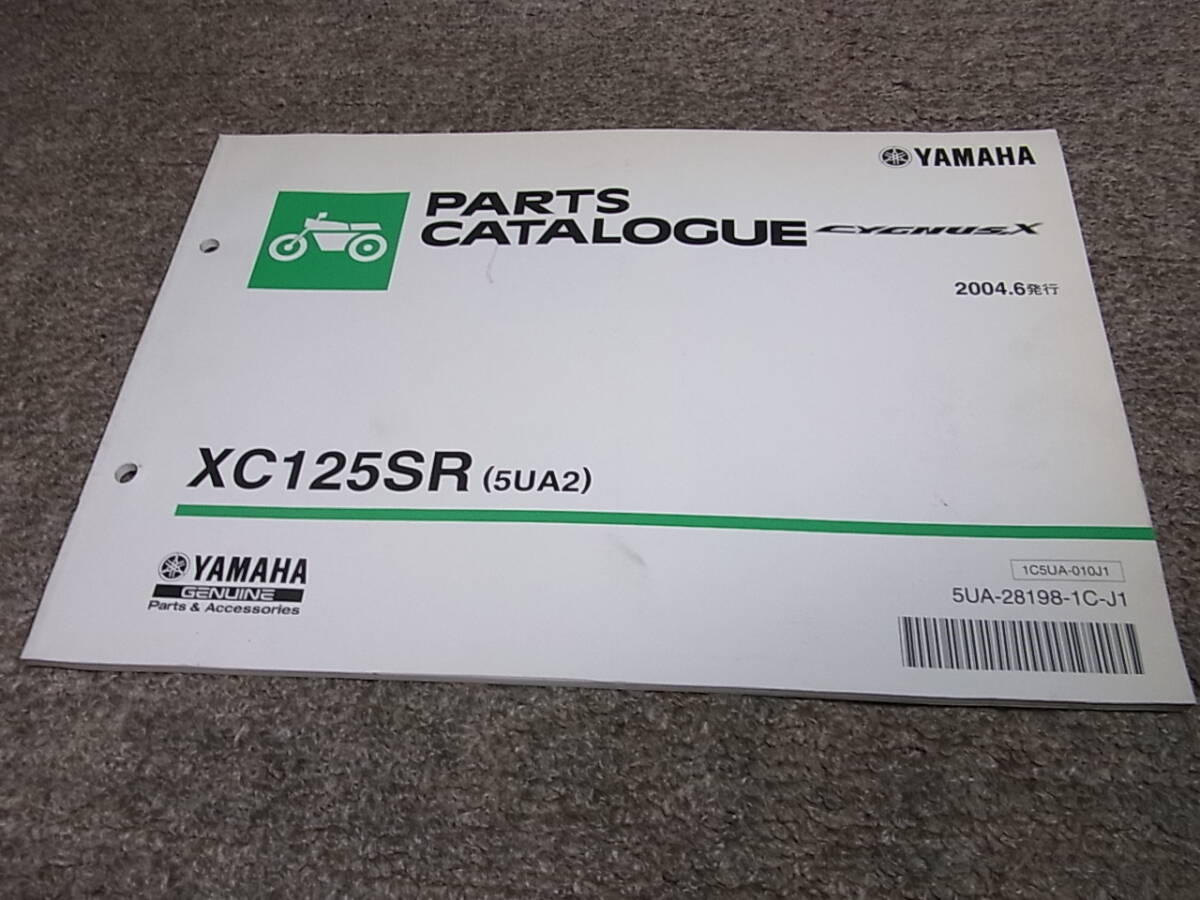 YAMAHA
PARTS
CATALOGUE CYGNUS X
2004.6発行
XC125SR (5UA2)
YAMAHA
GENUINE
Parts & Accessories
1C5UA-010J1
5UA-28198-1C-J1